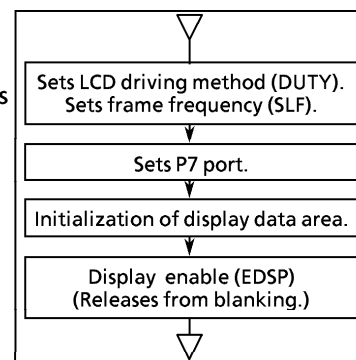 Sets LCD driving method (DUTY).
s
Sets frame frequency (SLF).
Sets P7 port.
Initialization of display data area.
Display enable (EDSP)
(Releases from blanking.)